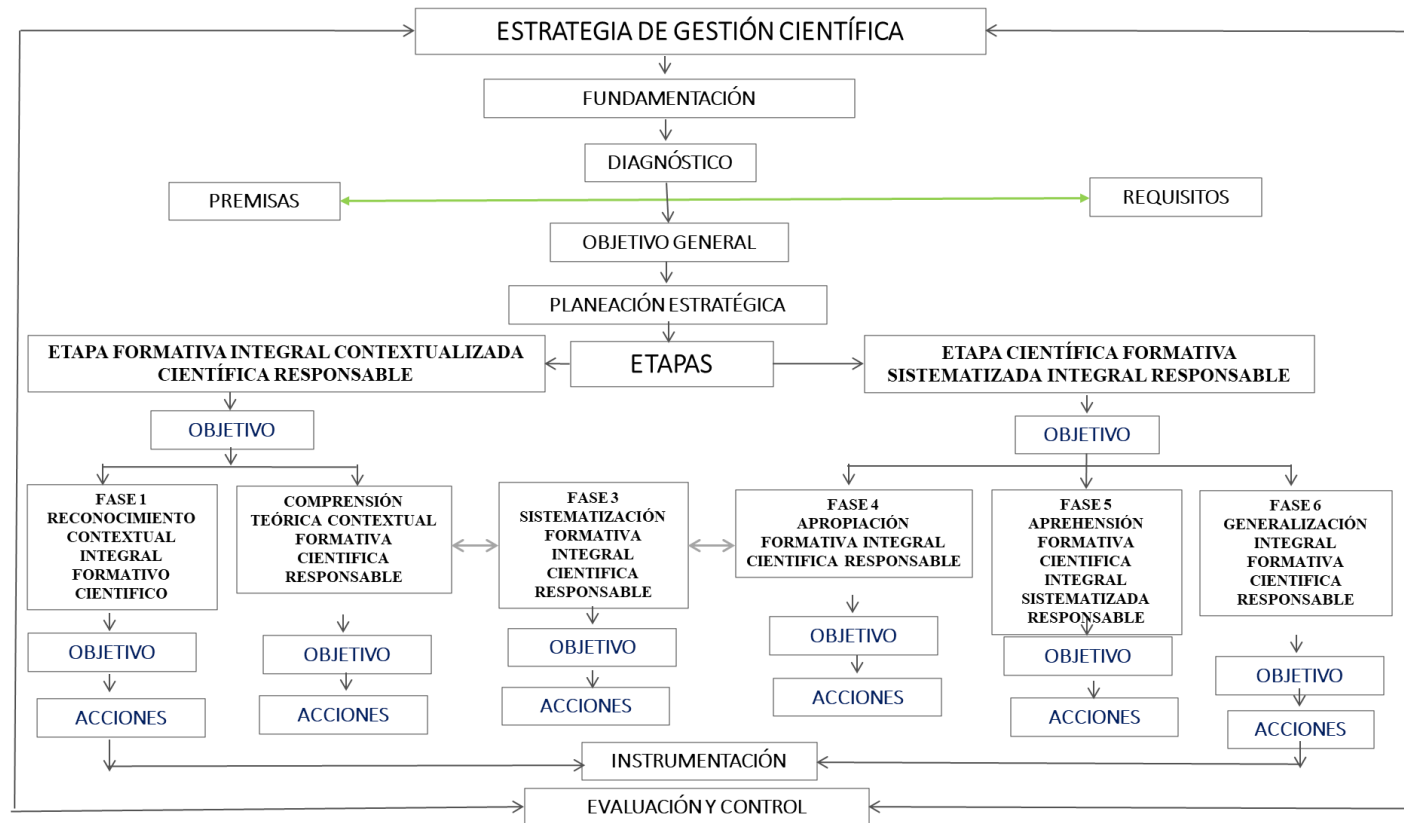 ESTRATEGIA DE GESTIÓN CIENTÍFICA
FUNDAMENTACIÓN
DIAGNÓSTICO
PREMISAS
REQUISITOS
OBJETIVO GENERAL
PLANEACIÓN ESTRATÉGICA
ETAPA FORMATIVA INTEGRAL CONTEXTUALIZADA
CIENTÍFICA RESPONSABLE
ETAPAS
ETAPA CIENTÍFICA FORMATIVA
SISTEMATIZADA INTEGRAL RESPONSABLE
OBJETIVO
OBJETIVO
FASE 1
RECONOCIMIENTO
CONTEXTUAL
INTEGRAL
FORMATIVO
CIENTIFICO
COMPRENSIÓN
TEÓRICA CONTEXTUAL
FORMATIVA
CIENTIFICA
RESPONSABLE
FASE 3
SISTEMATIZACIÓN
FORMATIVA
INTEGRAL
CIENTIFICA
RESPONSABLE
FASE 4
APROPIACIÓN
FORMATIVA INTEGRAL
CIENTIFICA RESPONSABLE
FASE 5
APREHENSIÓN
FORMATIVA
CIENTIFICA
INTEGRAL
SISTEMATIZADA
RESPONSABLE
FASE 6
GENERALIZACIÓN
INTEGRAL
FORMATIVA
CIENTIFICA
RESPONSABLE
OBJETIVO
OBJETIVO
OBJETIVO
OBJETIVO
OBJETIVO
OBJETIVO
ACCIONES
ACCIONES
ACCIONES
ACCIONES
ACCIONES
ACCIONES
INSTRUMENTACIÓN
EVALUACIÓN Y CONTROL